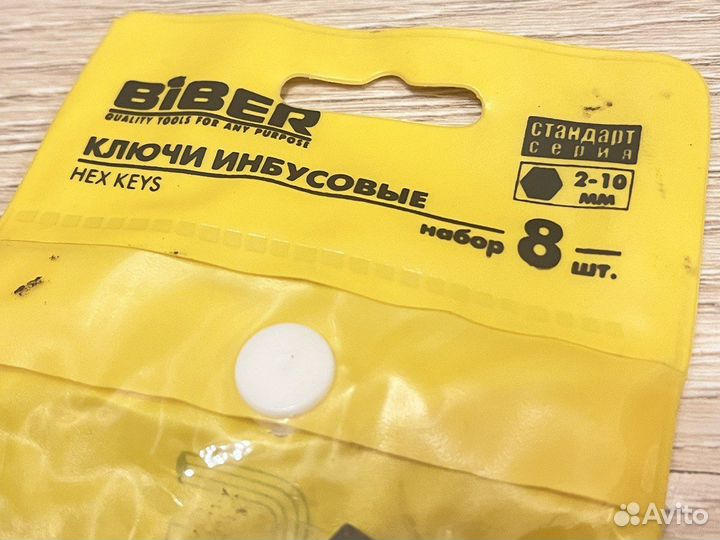 BiBER
QUALITY TOOLS FOR ANY PURPOSE
КЛЮЧИ ИНБУСОВЫЕ
HEX KEYS
стандарт
серия
2-10
мм
набор 8 шт.
Avito